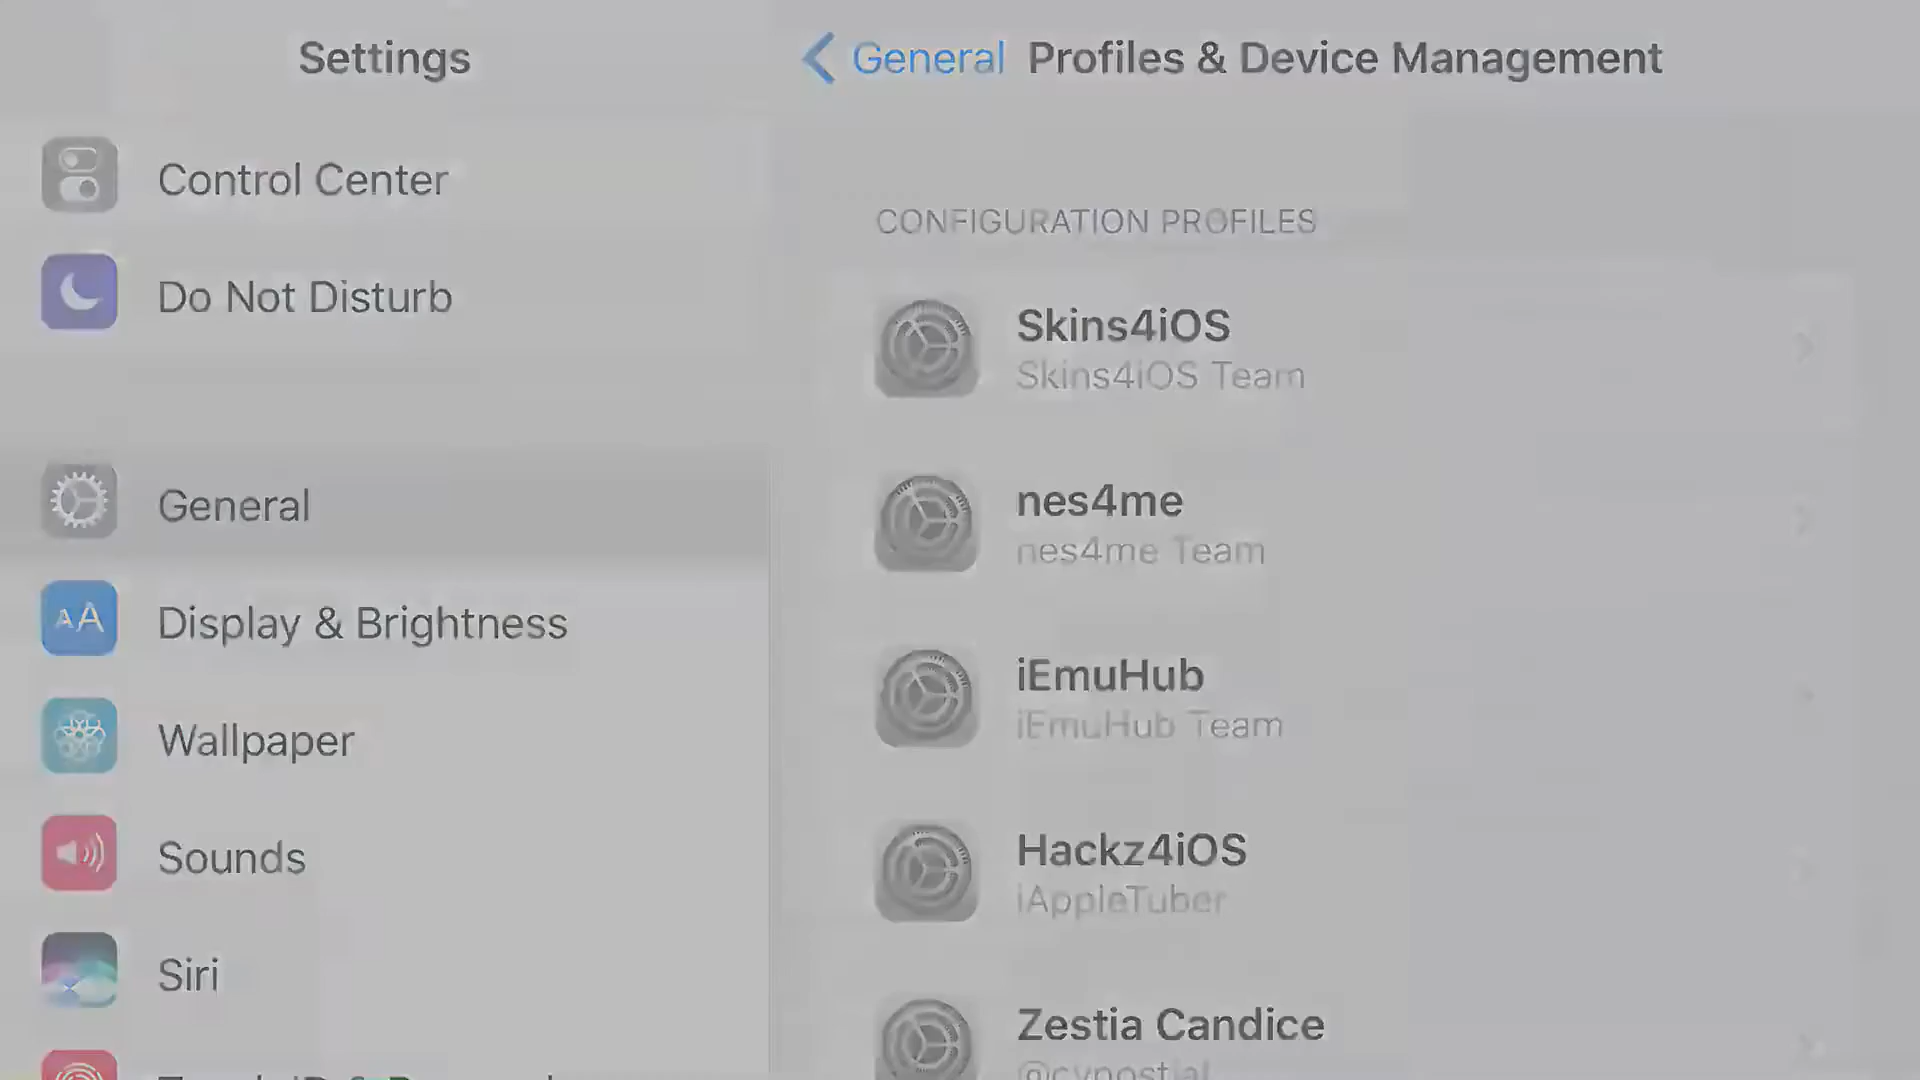 Settings
Control Center
Do Not Disturb
General
Display & Brightness
Wallpaper
Sounds
Siri
General Profiles & Device Management
CONFIGURATION PROFILES
Skins4iOS
Skins4iOS Team
nes4me
nes4me Team
iEmuHub
iEmuHub Team
Hackz4iOS
iAppleTuber
Zestia Candice